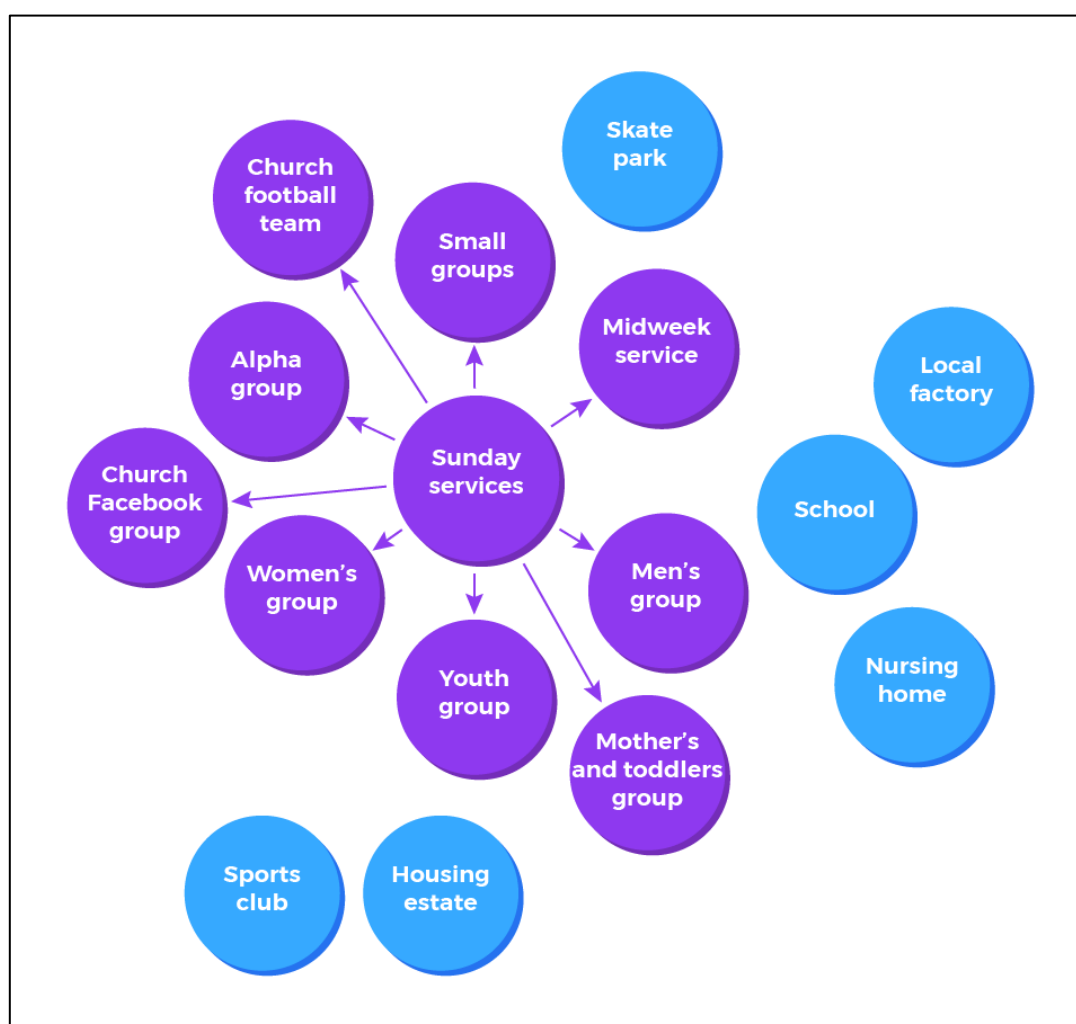 Skate
park
Church
football
team
Small
groups
Midweek
service
Local
factory
Alpha
group
Sunday
services
Church
Facebook
group
School
Women’s
group
Men’s
group
Youth
group
Nursing
home
Mother’s
and toddlers
group
Sports
club
Housing
estate